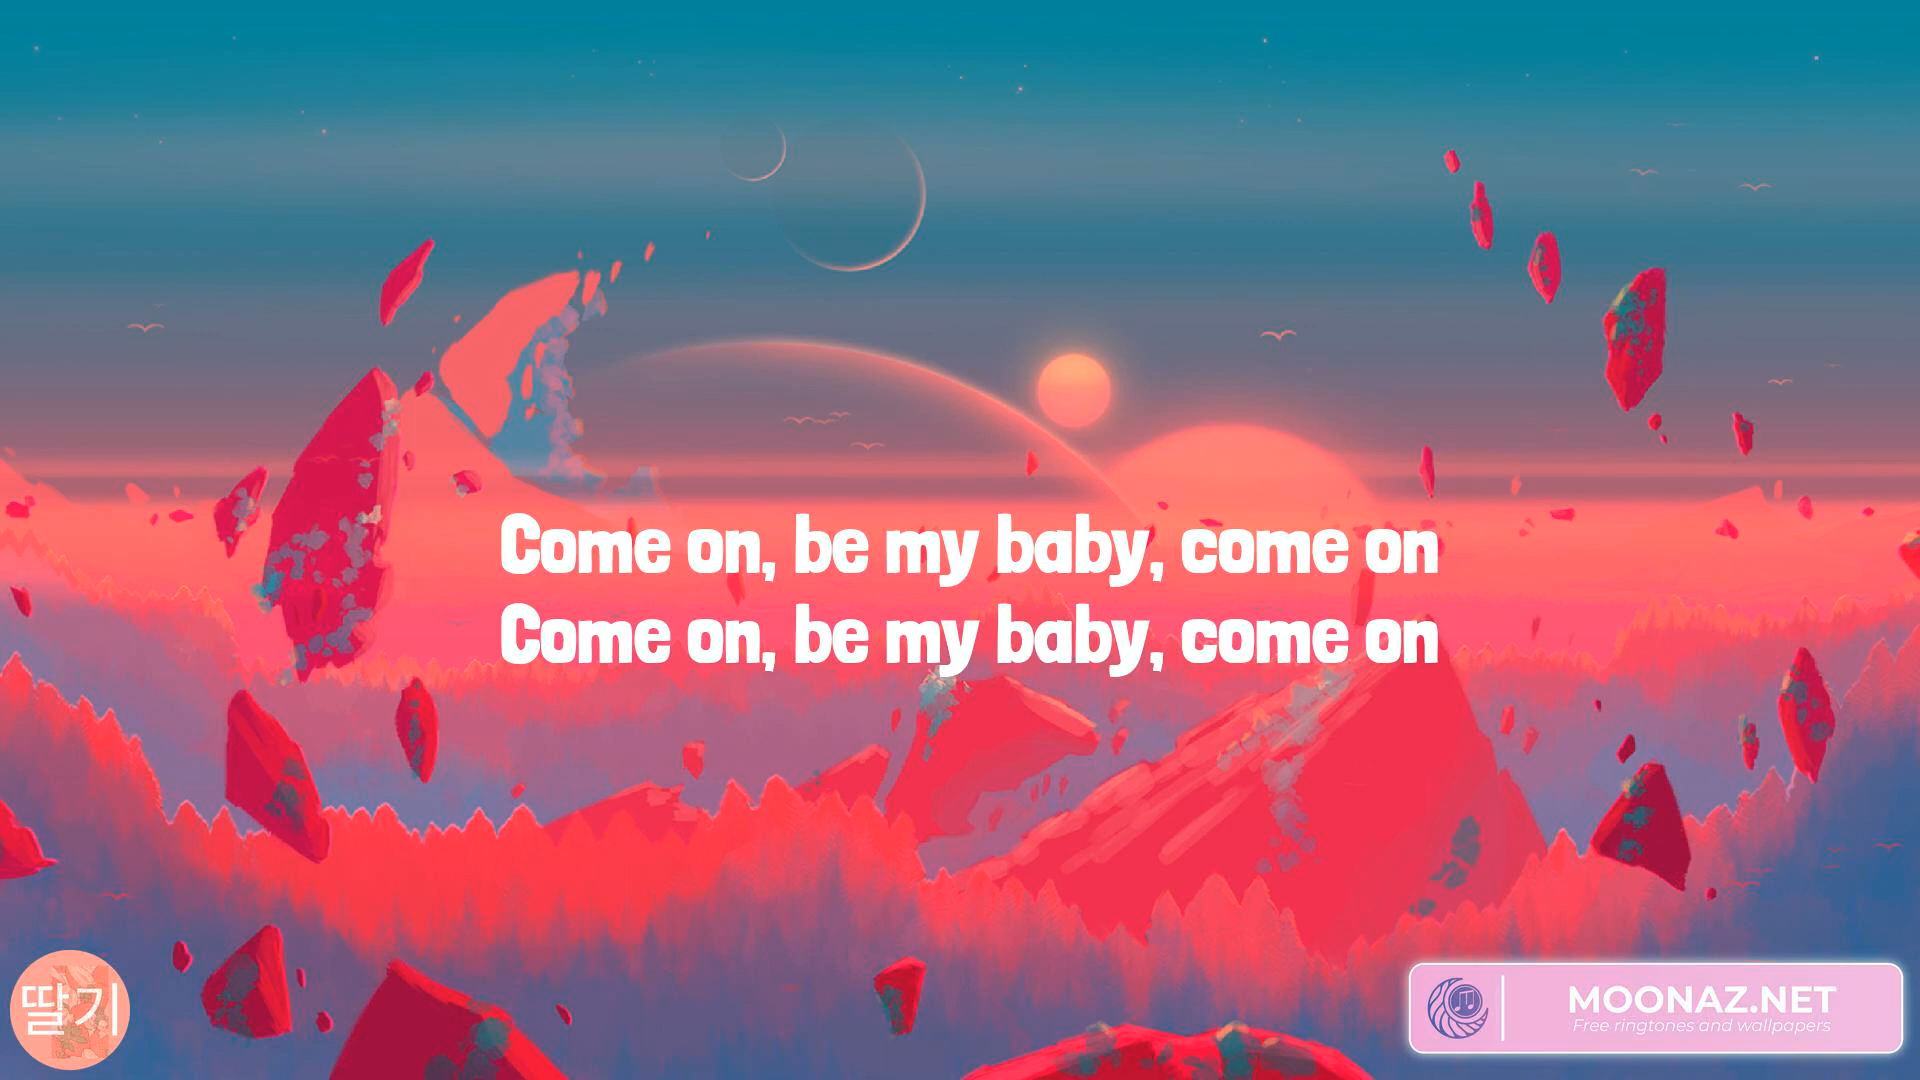 Come on, be my baby, come on
Come on, be my baby, come on
딸기
MOONAZ.NET
Free ringtones and wallpapers